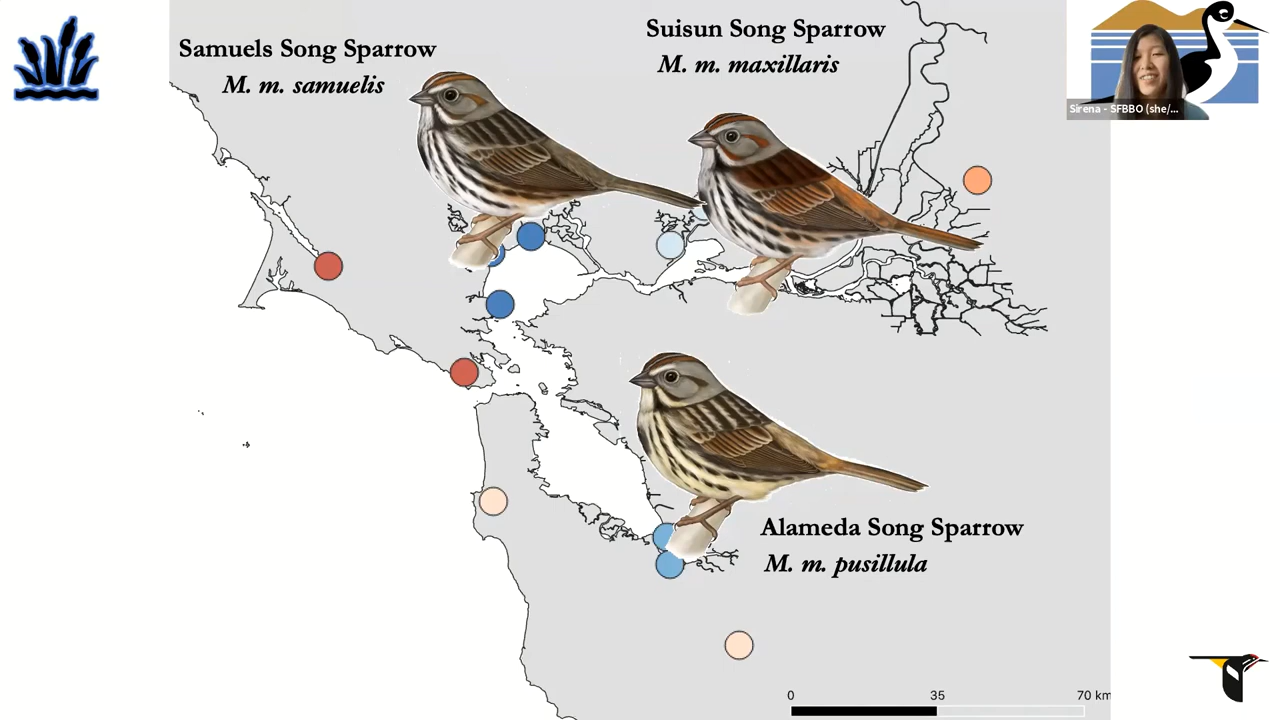 Samuels Song Sparrow
M. m. samuelis
Suisun Song Sparrow
M. m. maxillaris
Sirena - SFBBO (she/...
Alameda Song Sparrow
M. m. pusillula
0 35 70 km